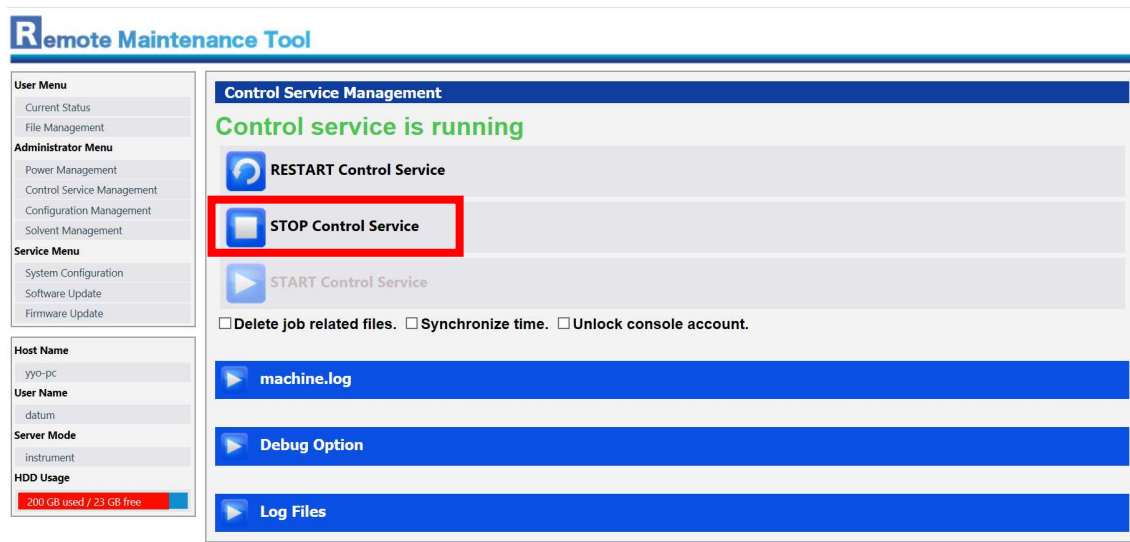 Remote Maintenance Tool
User Menu
Current Status
File Management
Administrator Menu
Power Management
Control Service Management
Configuration Management
Solvent Management
Service Menu
System Configuration
Software Update
Firmware Update
Host Name
yyo-pc
User Name
datum
Server Mode
instrument
HDD Usage
200 GB used / 23 GB free
Control Service Management
Control service is running
RESTART Control Service
STOP Control Service
START Control Service
Delete job related files. Synchronize time. Unlock console account.
machine.log
Debug Option
Log Files